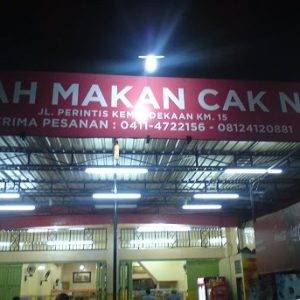 AH MAKAN CAK N
JL. PERINTIS KEMERDEKAAN KM. 15
ERIMA PESANAN : 0411-4722156 - 08124120881